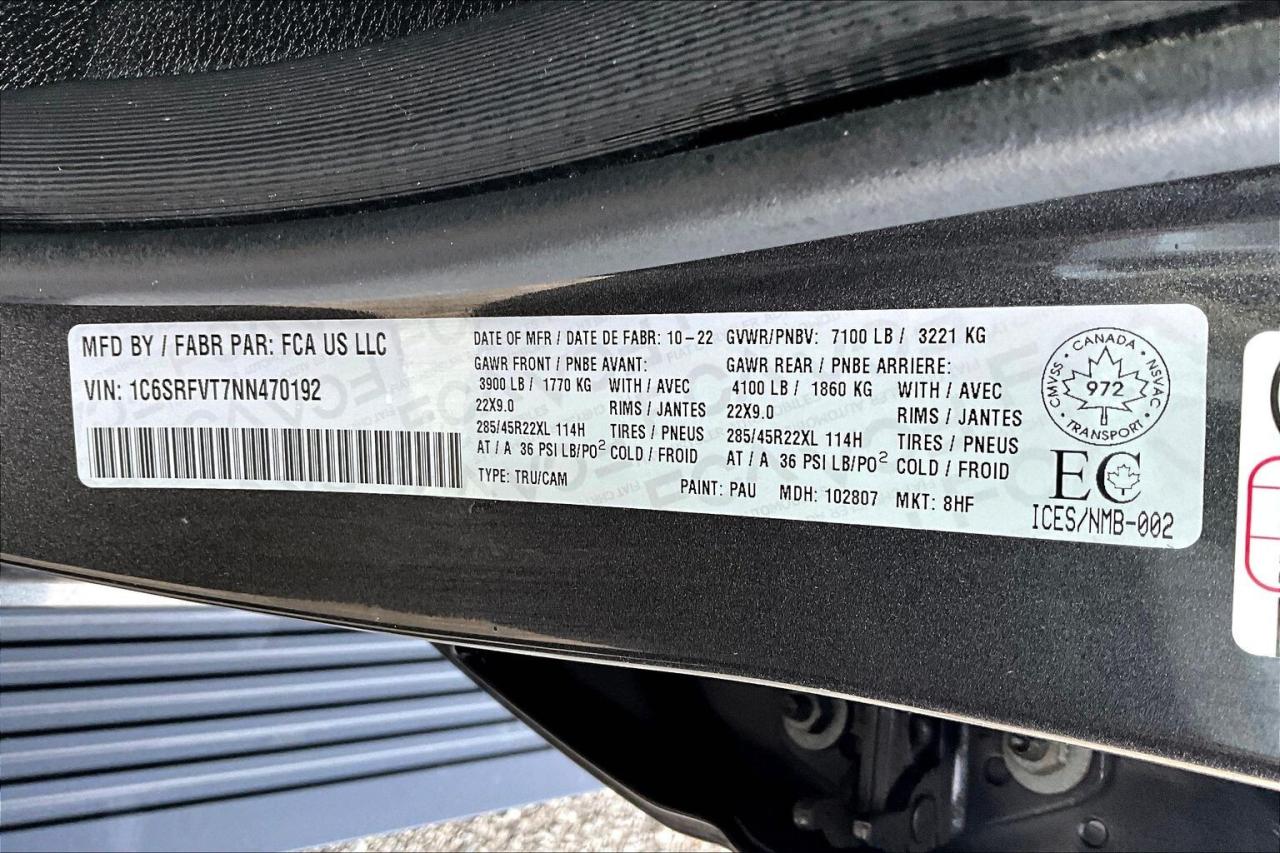 MFD BY / FABR PAR: FCA US LLC
VIN: 1C6SRFVT7NN470192
DATE OF MFR / DATE DE FABR: 10-22 GVWR/PNBV: 7100 LB / 3221 KG
GAWR FRONT / PNBE AVANT: GAWR REAR / PNBE ARRIERE:
3900 LB / 1770 KG WITH / AVEC 4100 LB / 1860 KG WITH / AVEC
22X9.0 RIMS / JANTES 22X9.0 RIMS / JANTES
285/45R22XL 114H TIRES / PNEUS 285/45R22XL 114H TIRES / PNEUS
AT / A 36 PSI LB/PO² COLD / FROID AT / A 36 PSI LB/PO² COLD / FROID
TYPE: TRU/CAM PAINT: PAU MDH: 102807 MKT: 8HF
CMVSS · CANADA · NSVAC
972
TRANSPORT
EC
ICES/NMB-002